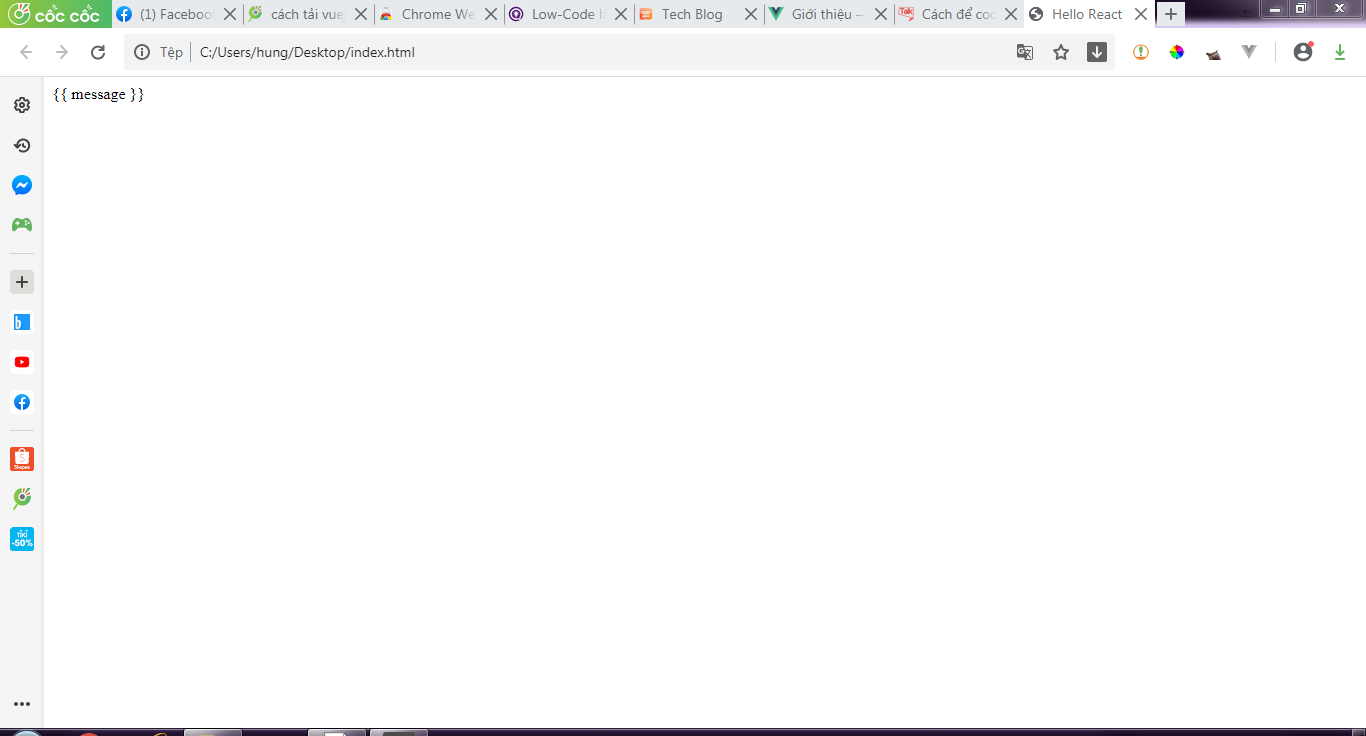 cốc cốc
(1) Faceboo
cách tải vue
Chrome We
Low-Code l
Tech Blog
Giới thiệu —
Cách để coc
Hello React
Tệp
C:/Users/hung/Desktop/index.html
{{ message }}
b
S
Shopee
TIKI
-50%